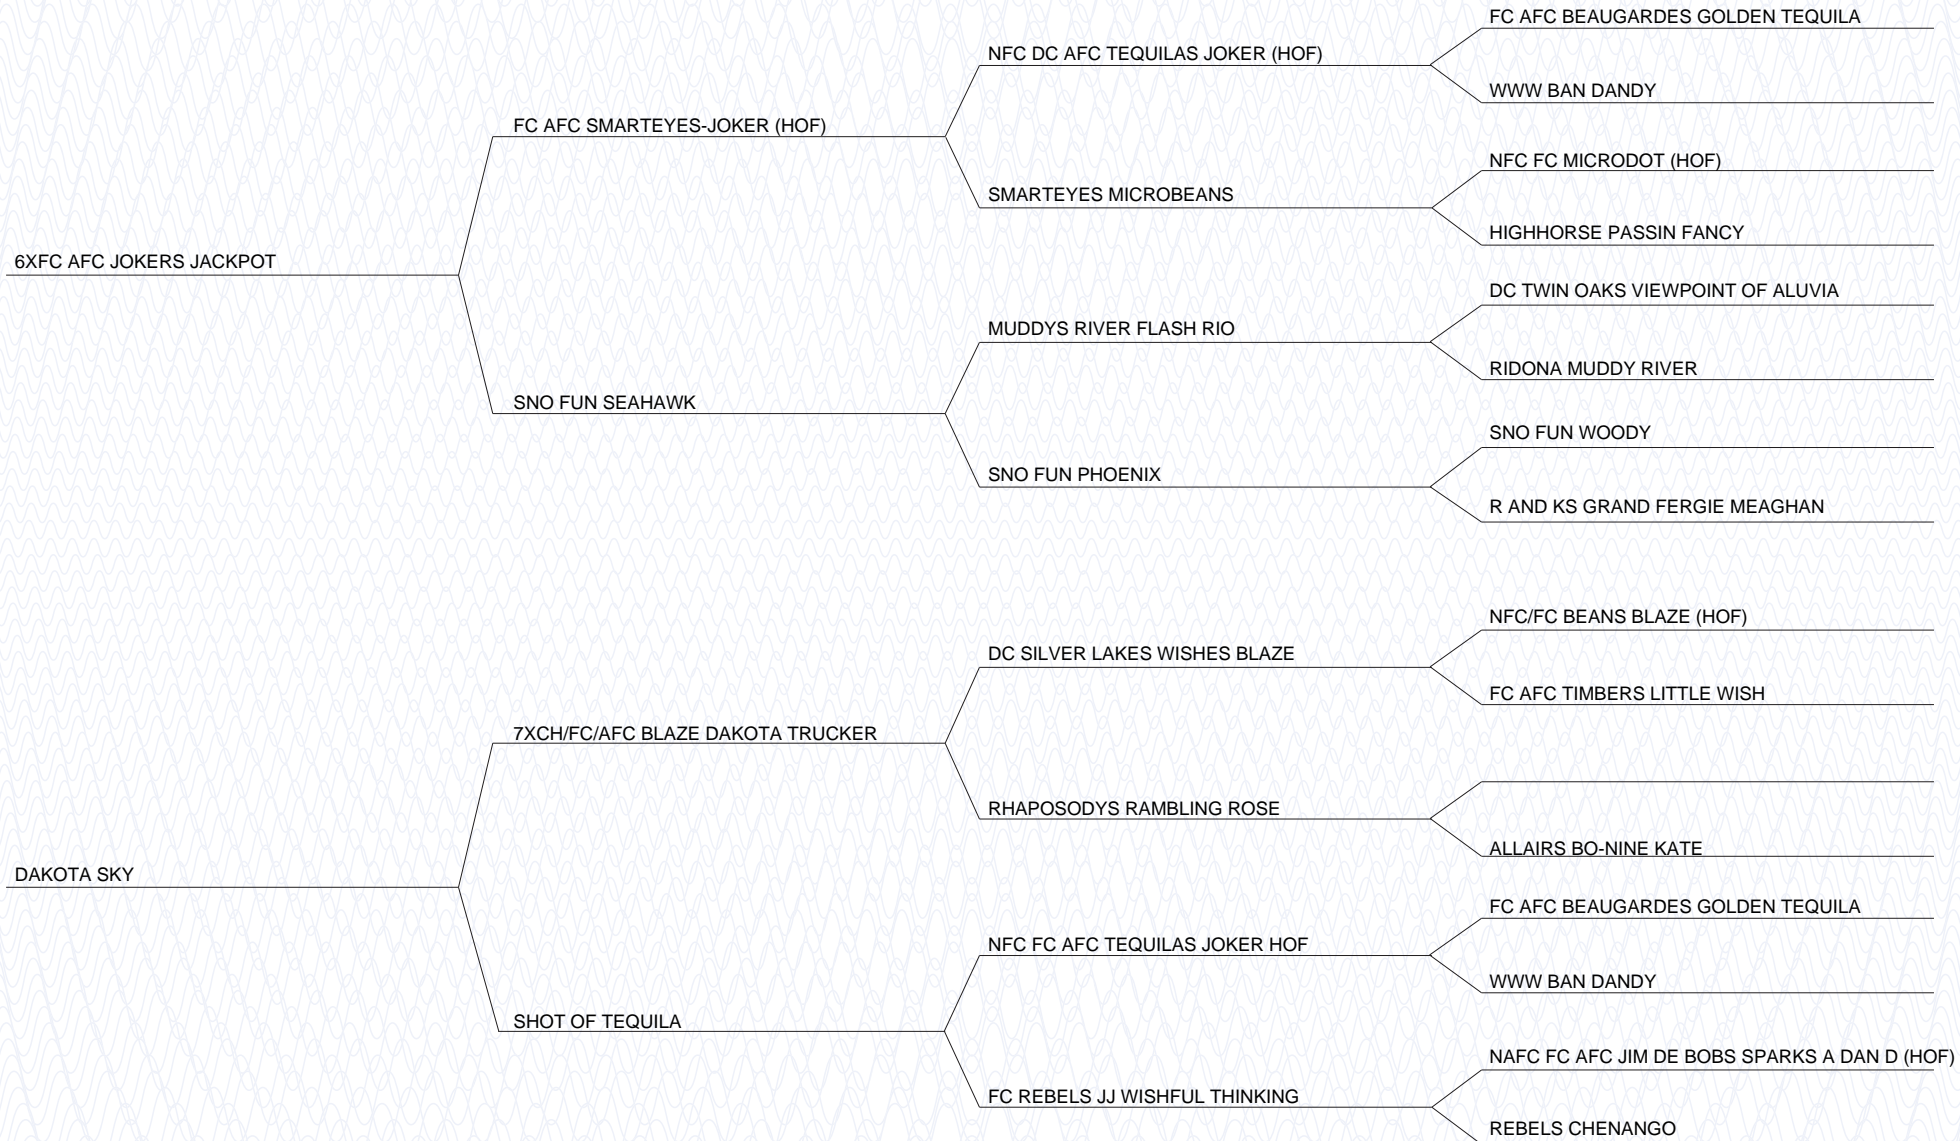 FC AFC BEAUGARDES GOLDEN TEQUILA
NFC DC AFC TEQUILAS JOKER (HOF)
WWW BAN DANDY
FC AFC SMARTEYES-JOKER (HOF)
NFC FC MICRODOT (HOF)
SMARTEYES MICROBEANS
HIGHHORSE PASSIN FANCY
6XFC AFC JOKERS JACKPOT
DC TWIN OAKS VIEWPOINT OF ALUVIA
MUDDYS RIVER FLASH RIO
RIDONA MUDDY RIVER
SNO FUN SEAHAWK
SNO FUN WOODY
SNO FUN PHOENIX
R AND KS GRAND FERGIE MEAGHAN
NFC/FC BEANS BLAZE (HOF)
DC SILVER LAKES WISHES BLAZE
FC AFC TIMBERS LITTLE WISH
7XCH/FC/AFC BLAZE DAKOTA TRUCKER
RHAPOSODYS RAMBLING ROSE
ALLAIRS BO-NINE KATE
DAKOTA SKY
FC AFC BEAUGARDES GOLDEN TEQUILA
NFC FC AFC TEQUILAS JOKER HOF
WWW BAN DANDY
SHOT OF TEQUILA
NAFC FC AFC JIM DE BOBS SPARKS A DAN D (HOF)
FC REBELS JJ WISHFUL THINKING
REBELS CHENANGO